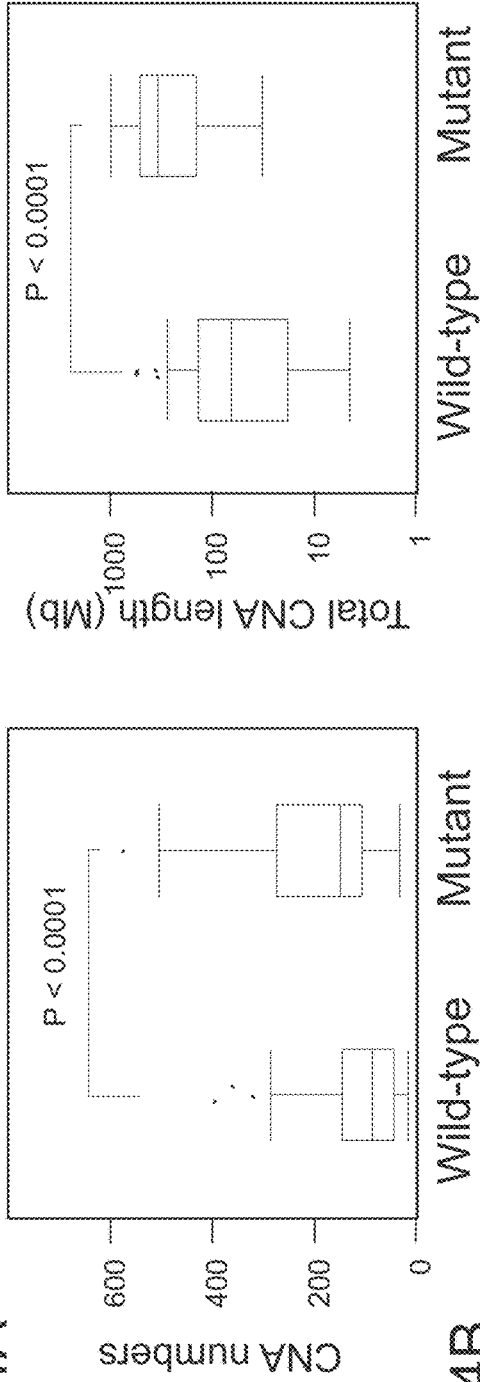 CNA numbers
600
400
200
0
P < 0.0001
Wild-type
Mutant
4B
Total CNA length (Mb)
1000
100
10
1
P < 0.0001
Wild-type
Mutant